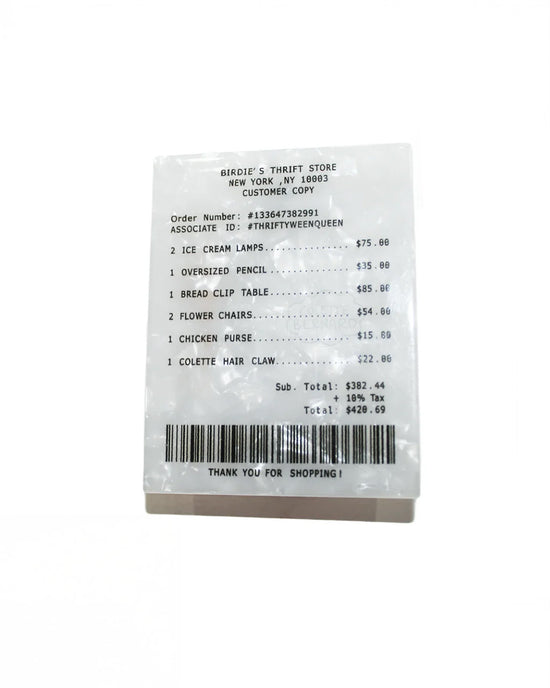 BIRDIE'S THRIFT STORE
NEW YORK ,NY 10003
CUSTOMER COPY
Order Number: #133647382991
ASSOCIATE ID: #THRIFTYWEENQUEEN
2 ICE CREAM LAMPS............... $75.00
1 OVERSIZED PENCIL.............. $35.00
1 BREAD CLIP TABLE.............. $85.00
2 FLOWER CHAIRS................. $54.00
1 CHICKEN PURSE................. $15.00
1 COLETTE HAIR CLAW............. $22.00
Sub. Total: $382.44
+ 10% Tax
Total: $420.69
THANK YOU FOR SHOPPING!